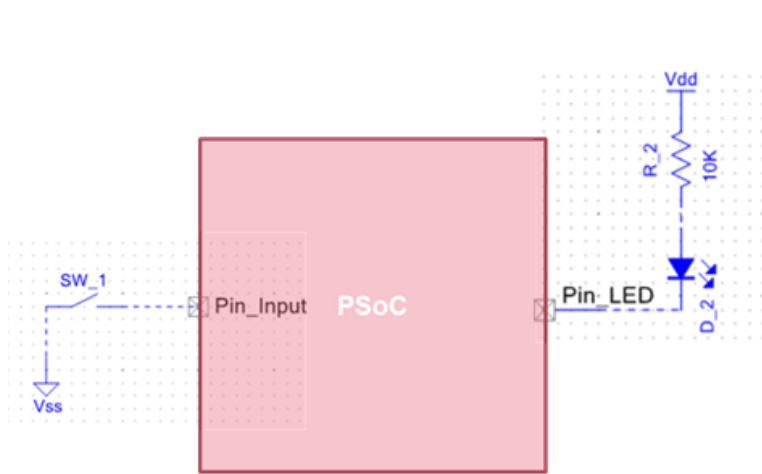 Vdd
R_2
10K
SW_1
Pin_Input
PSoC
Pin_LED
D_2
Vss